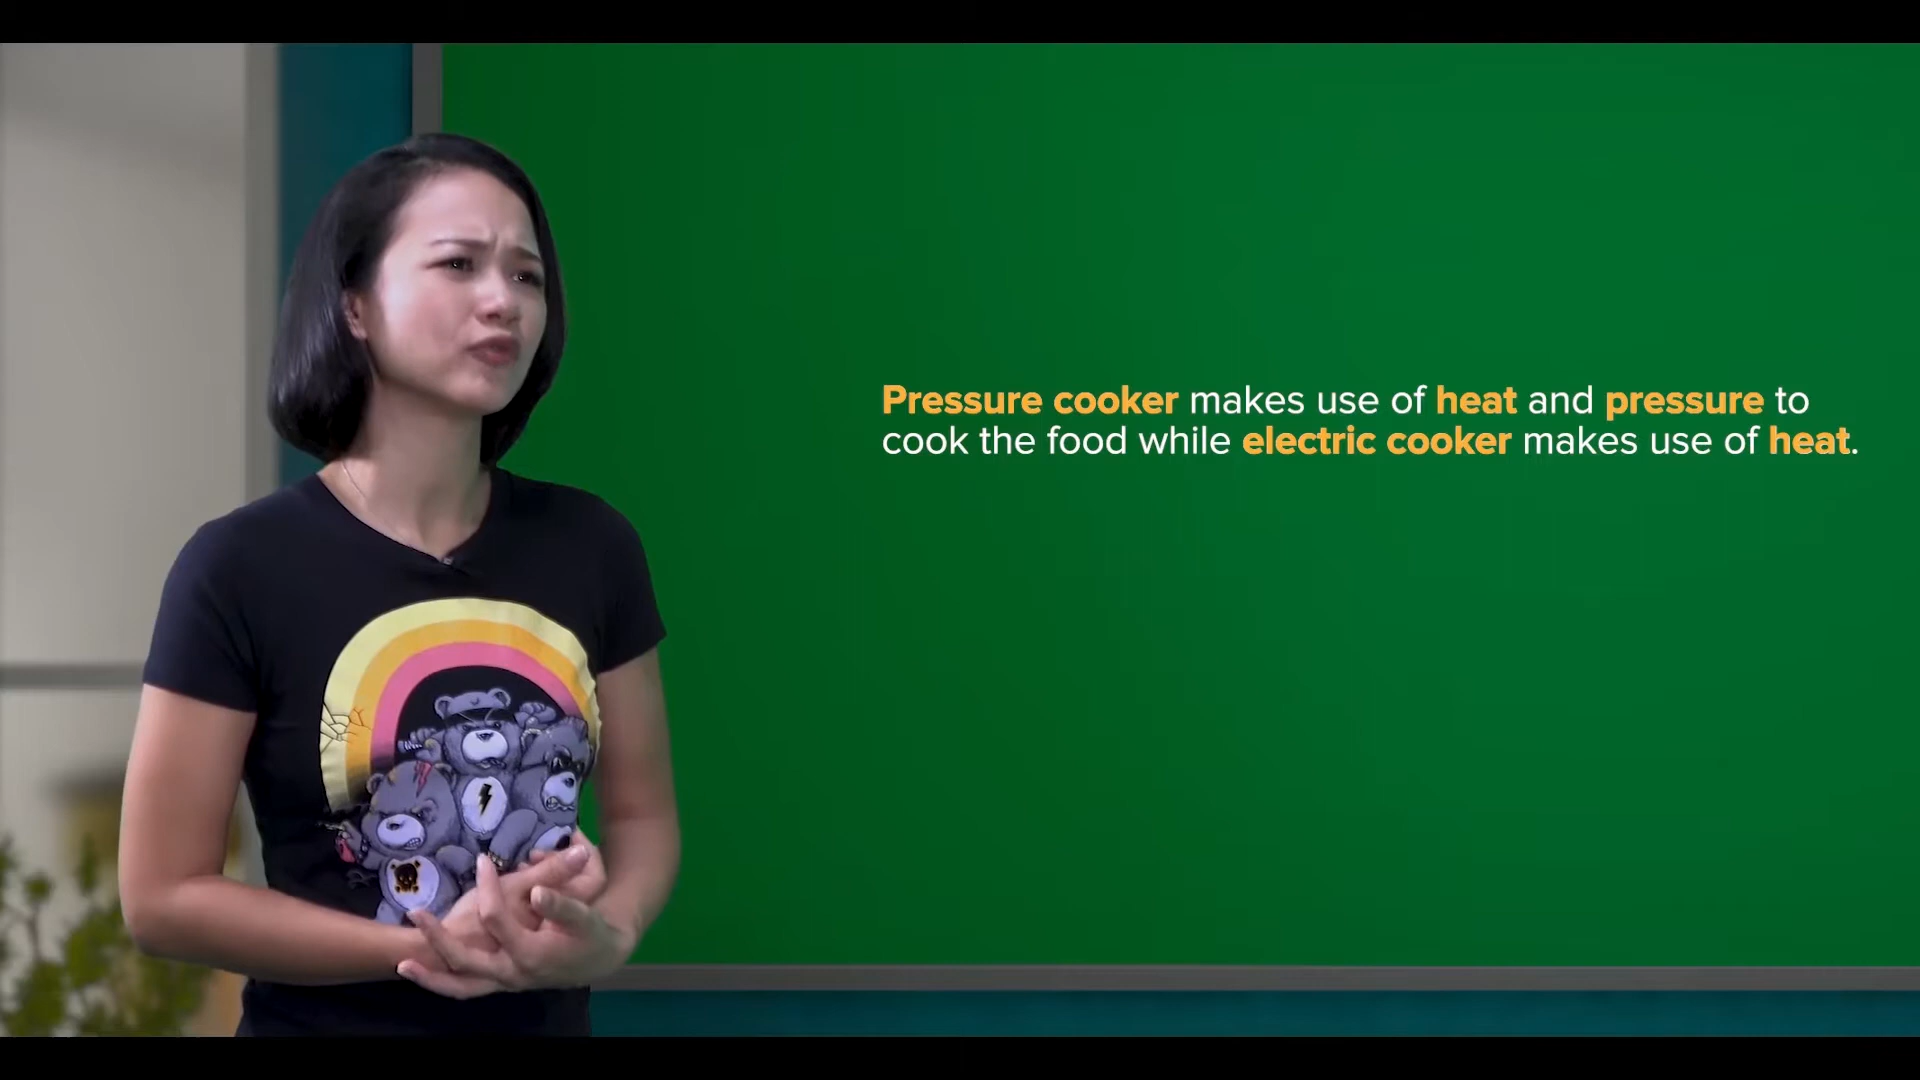 Pressure cooker makes use of heat and pressure to
cook the food while electric cooker makes use of heat.